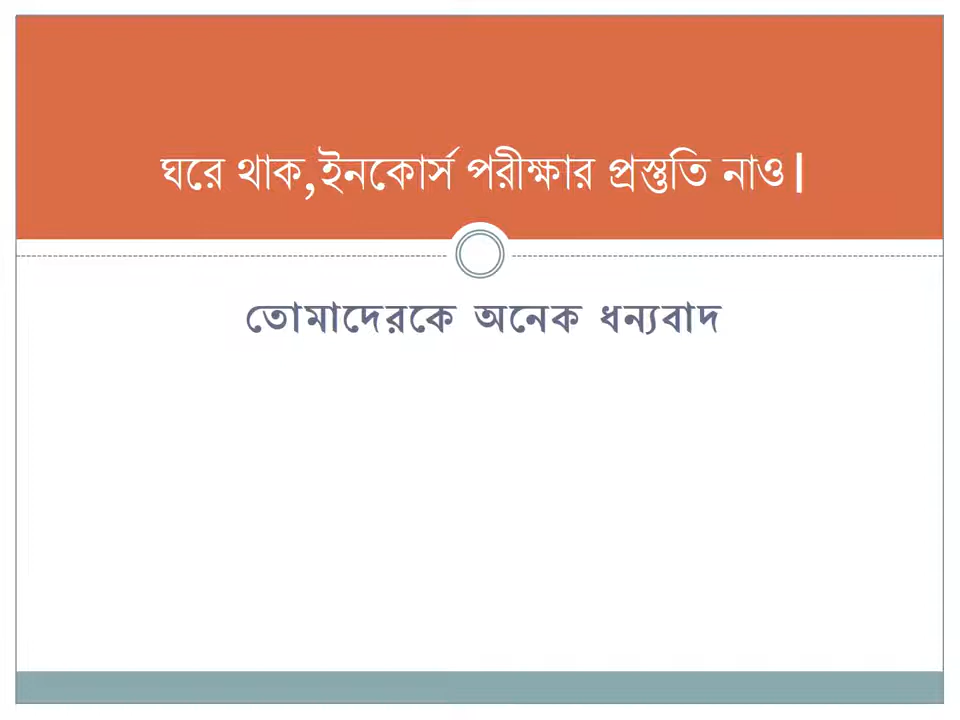 ঘরে থাক,ইনকোর্স পরীক্ষার প্রস্তুতি নাও।
তোমাদেরকে অনেক ধন্যবাদ